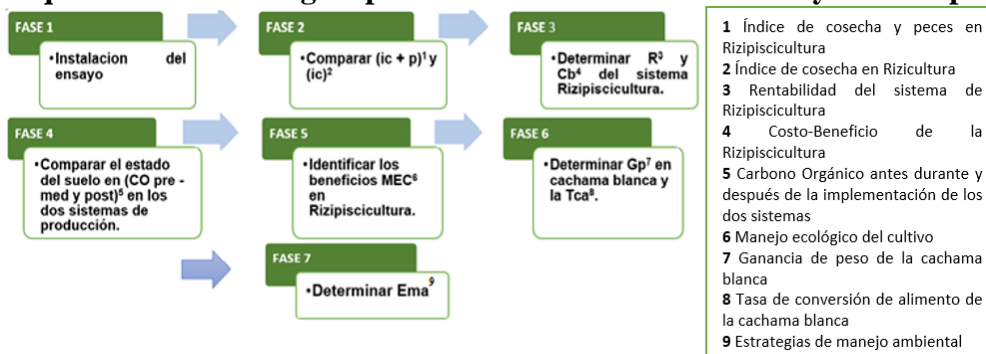 FASE 1
•Instalacion del
ensayo
FASE 2
•Comparar (ic + p)¹ y
(ic)²
FASE 3
•Determinar R³ y
Cb⁴ del sistema
Rizipiscicultura.
FASE 4
•Comparar el estado
del suelo en (CO pre -
med y post)⁵ en los
dos sistemas de
producción.
FASE 5
•Identificar los
beneficios MEC⁶
en
Rizipiscicultura.
FASE 6
•Determinar Gp⁷ en
cachama blanca y
la Tca⁸.
FASE 7
•Determinar Ema⁹
1 Índice de cosecha y peces en
Rizipiscicultura
2 Índice de cosecha en Rizicultura
3 Rentabilidad del sistema de
Rizipiscicultura
4 Costo-Beneficio de la
Rizipiscicultura
5 Carbono Orgánico antes durante y
después de la implementación de los
dos sistemas
6 Manejo ecológico del cultivo
7 Ganancia de peso de la cachama
blanca
8 Tasa de conversión de alimento de
la cachama blanca
9 Estrategias de manejo ambiental